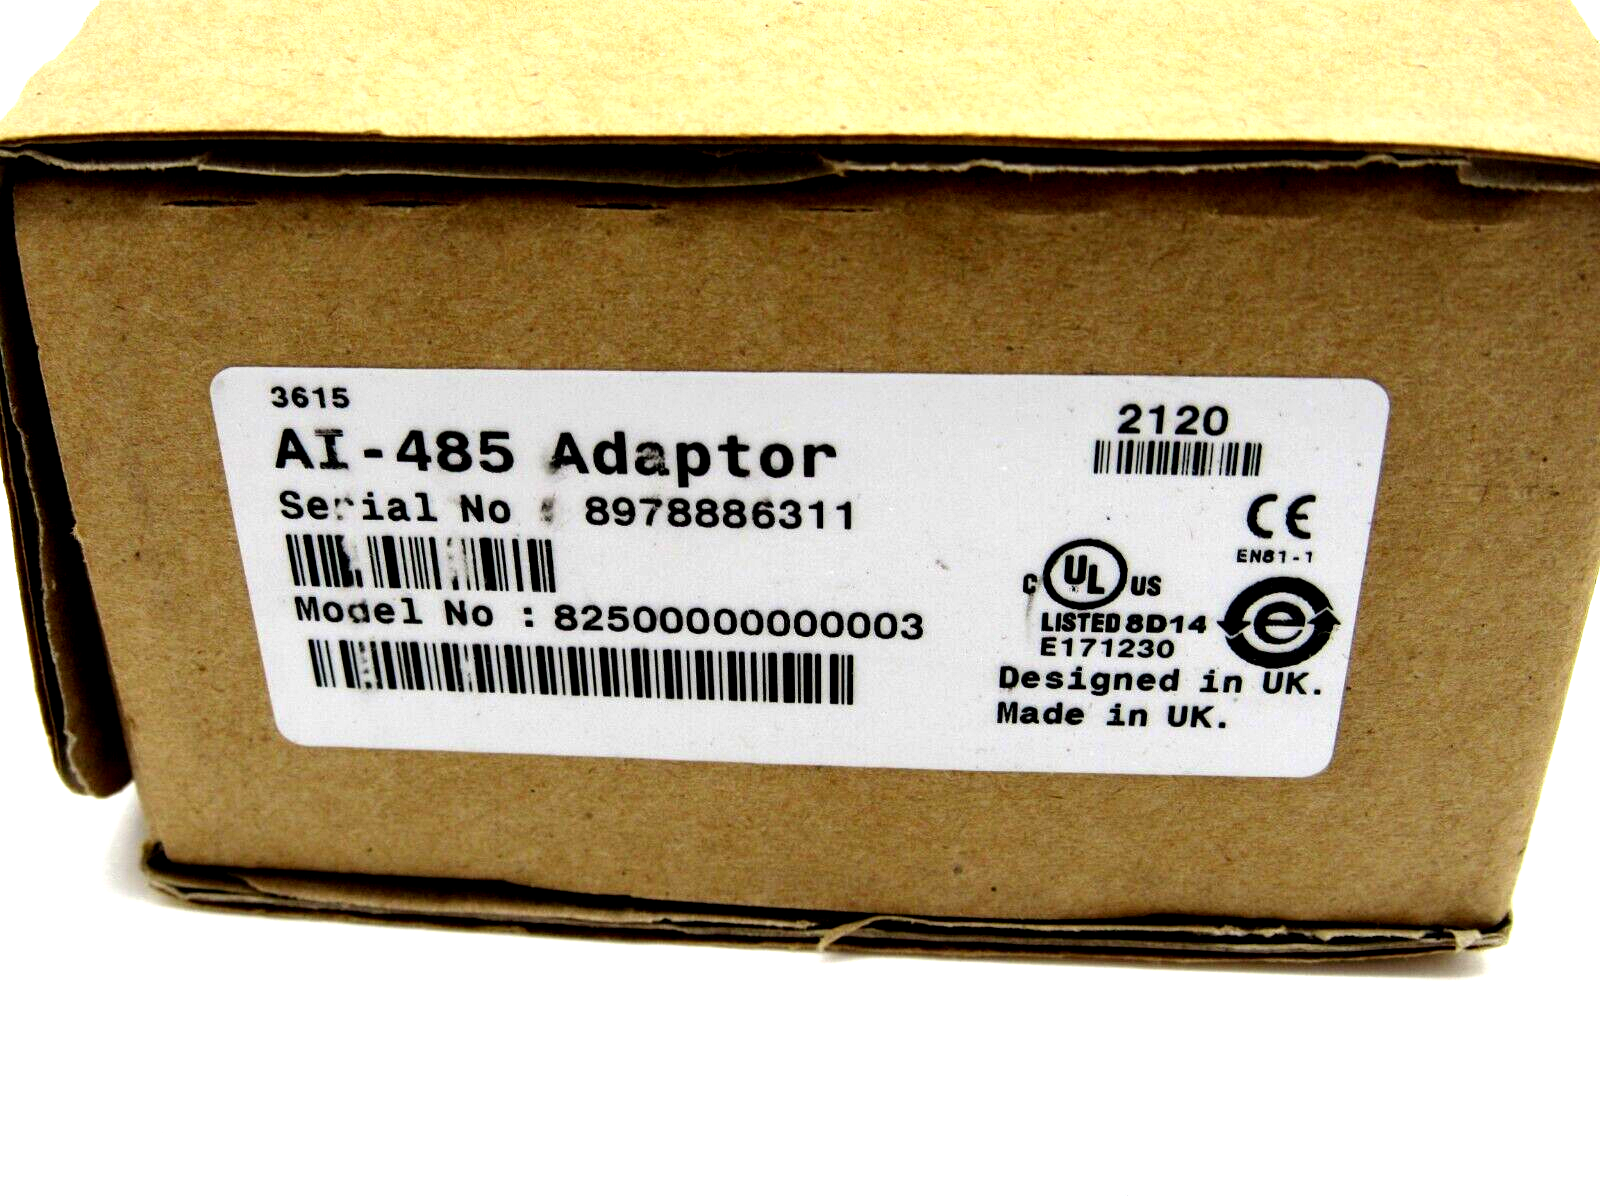 3615
AI-485 Adaptor
Serial No : 8978886311
Model No : 82500000000003
2120
CE
EN81-1
C UL US
LISTED 8D14
E171230
e
Designed in UK.
Made in UK.